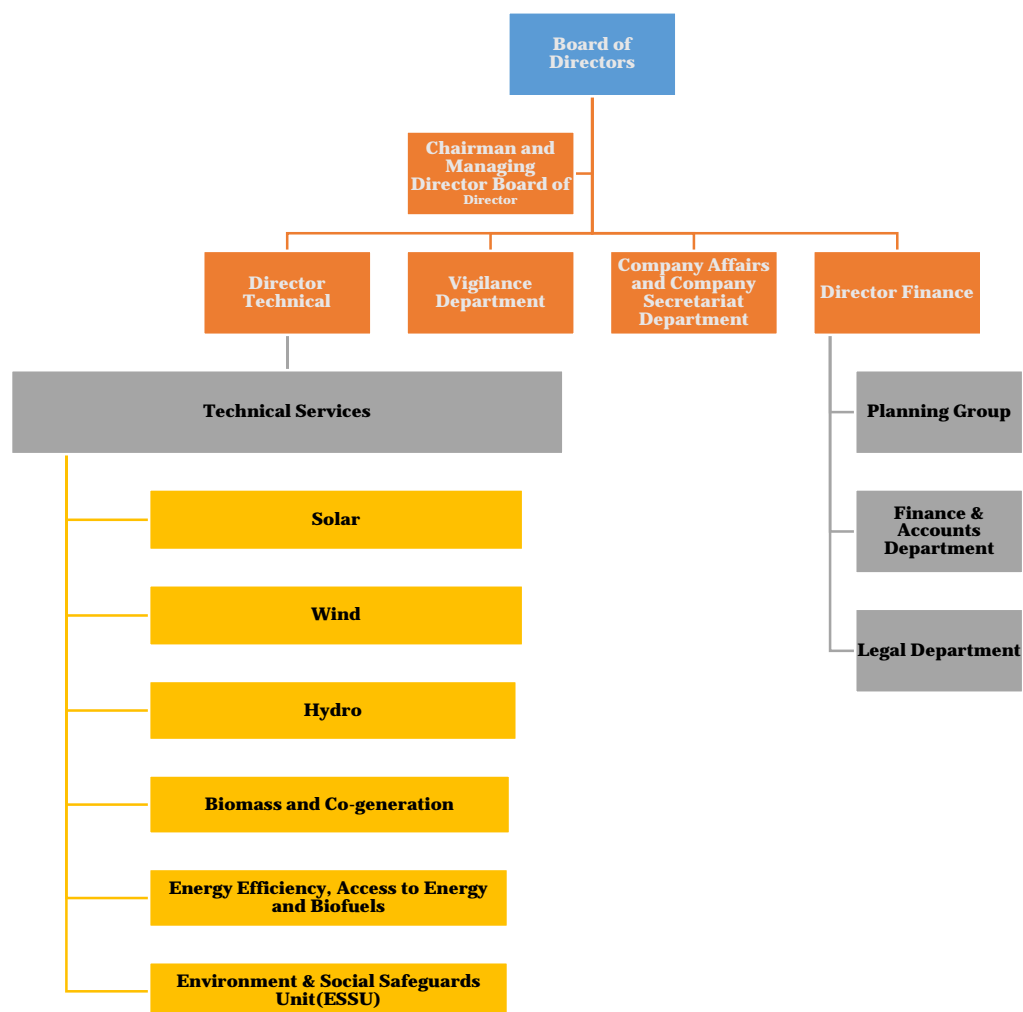 Board of
Directors
Chairman and
Managing
Director Board of
Director
Director
Technical
Vigilance
Department
Company Affairs
and Company
Secretariat
Department
Director Finance
Technical Services
Planning Group
Solar
Finance &
Accounts
Department
Wind
Legal Department
Hydro
Biomass and Co-generation
Energy Efficiency, Access to Energy
and Biofuels
Environment & Social Safeguards
Unit(ESSU)